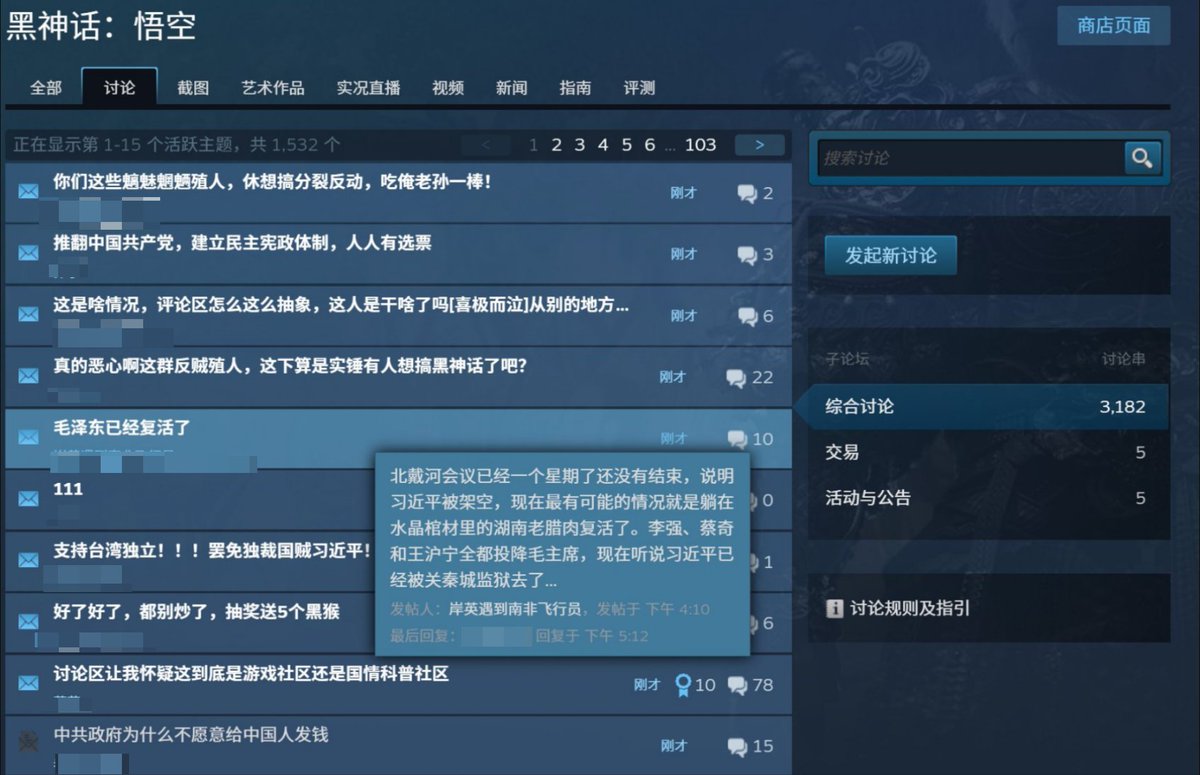 黑神话：悟空
商店页面
全部 讨论 截图 艺术作品 实况直播 视频 新闻 指南 评测
正在显示第 1-15 个活跃主题，共 1,532 个
< 1 2 3 4 5 6 ... 103 >
搜索讨论
你们这些魑魅魍魉殖人，休想搞分裂反动，吃俺老孙一棒！
刚才 2
推翻中国共产党，建立民主宪政体制，人人有选票
刚才 3
发起新讨论
这是啥情况，评论区怎么这么抽象，这人是干啥了吗[喜极而泣]从别的地方...
刚才 6
真的恶心啊这群反贼殖人，这下算是实锤有人想搞黑神话了吧？
刚才 22
子论坛 讨论串
综合讨论 3,182
交易 5
活动与公告 5
毛泽东已经复活了
刚才 10
111
0
北戴河会议已经一个星期了还没有结束，说明
习近平被架空，现在最有可能的情况就是躺在
水晶棺材里的湖南老腊肉复活了。李强、蔡奇
和王沪宁全都投降毛主席，现在听说习近平已
经被关秦城监狱去了...
发帖人：岸英遇到南非飞行员，发帖于 下午 4:10
最后回复： 回复于 下午 5:12
支持台湾独立！！！罢免独裁国贼习近平！
1
好了好了，都别炒了，抽奖送5个黑猴
6
讨论规则及指引
讨论区让我怀疑这到底是游戏社区还是国情科普社区
刚才 10 78
中共政府为什么不愿意给中国人发钱
刚才 15